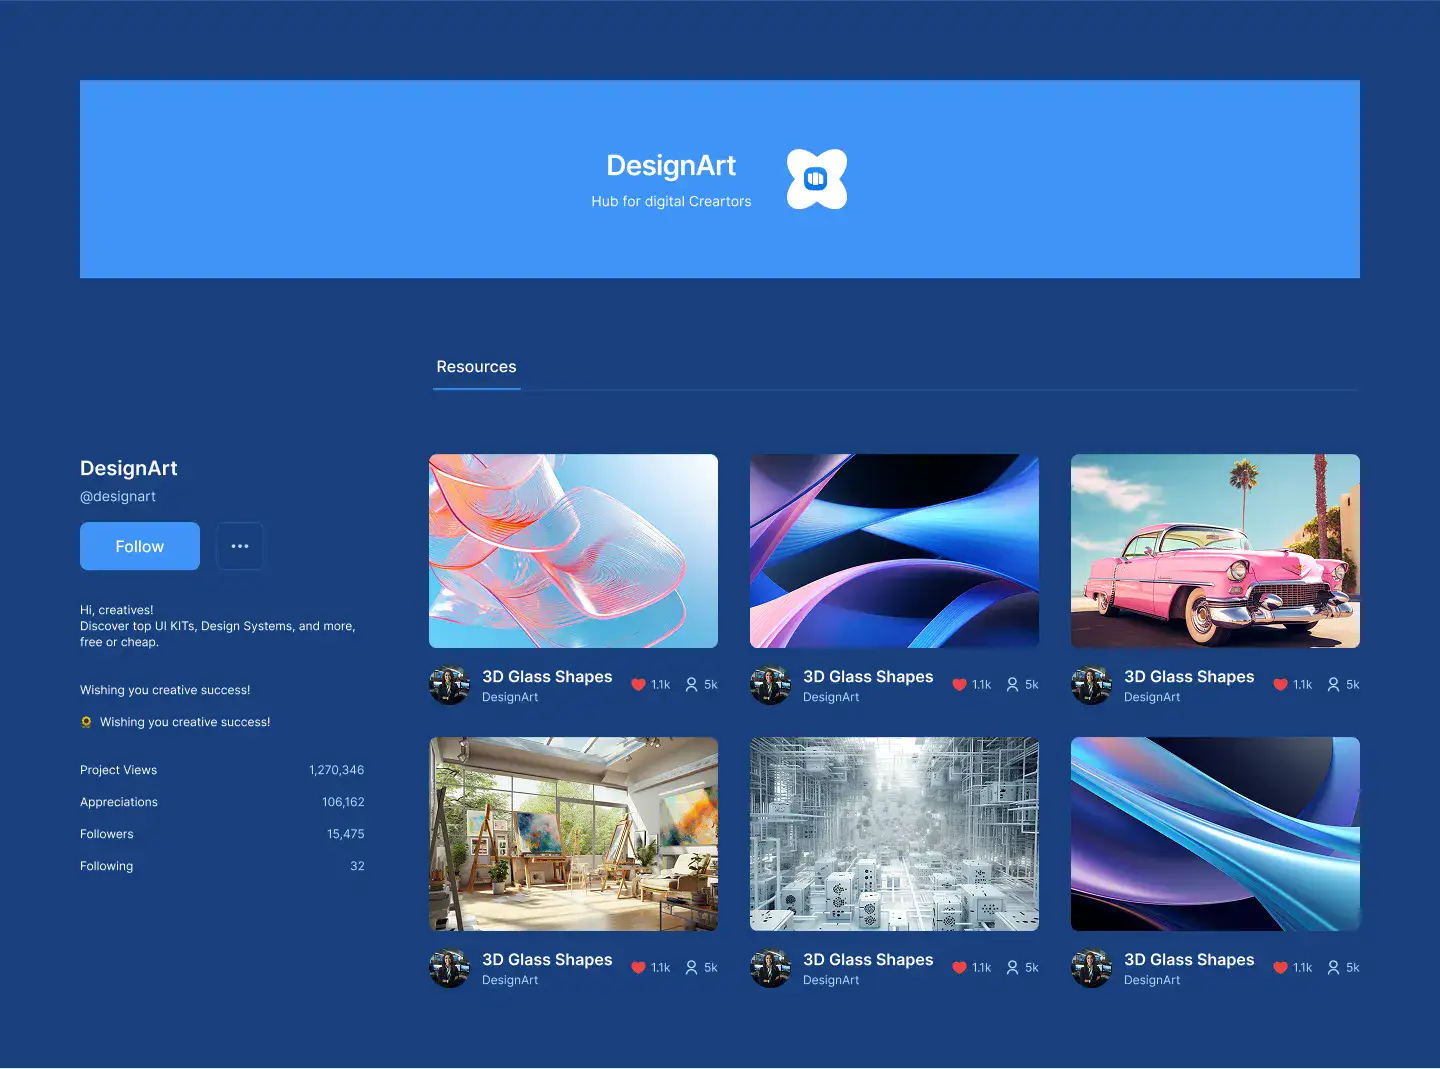 DesignArt
Hub for digital Creartors
Resources
DesignArt
@designart
Follow
Hi, creatives!
Discover top UI KITs, Design Systems, and more,
free or cheap.
Wishing you creative success!
Wishing you creative success!
Project Views 1,270,346
Appreciations 106,162
Followers 15,475
Following 32
3D Glass Shapes 1.1k 5k
DesignArt
3D Glass Shapes 1.1k 5k
DesignArt
3D Glass Shapes 1.1k 5k
DesignArt
3D Glass Shapes 1.1k 5k
DesignArt
3D Glass Shapes 1.1k 5k
DesignArt
3D Glass Shapes 1.1k 5k
DesignArt